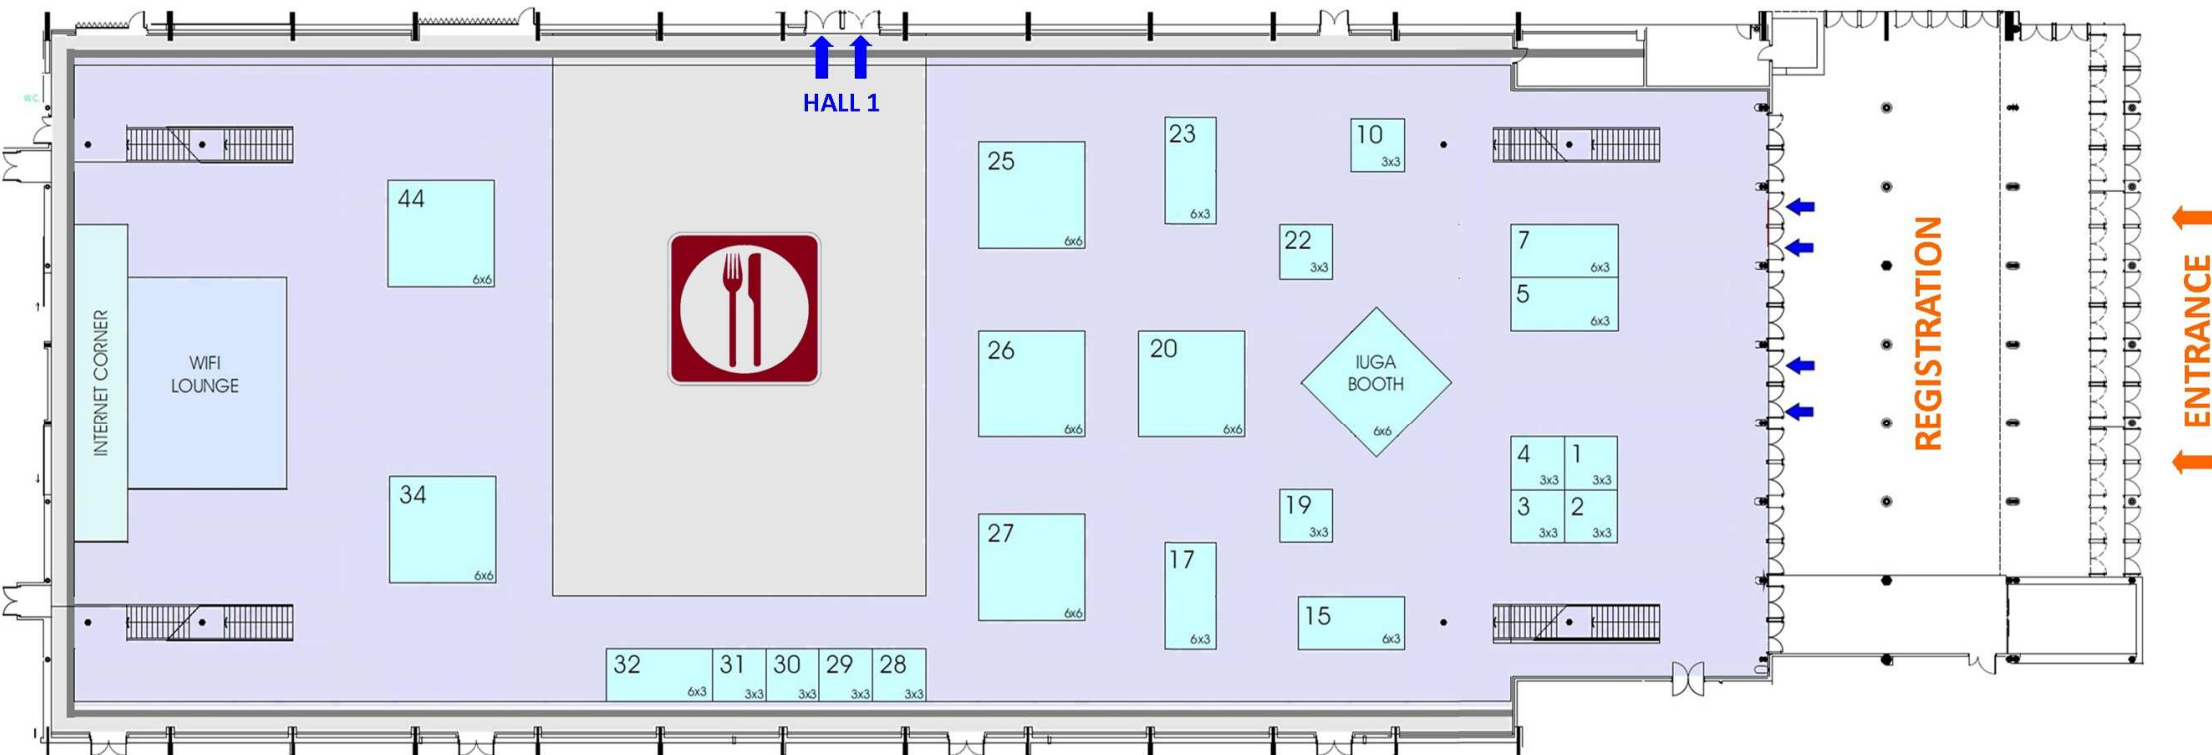 HALL 1
W.C.
23
6x3
10
3x3
25
6x6
44
6x6
22
3x3
7
6x3
5
6x3
REGISTRATION
ENTRANCE
INTERNET CORNER
WIFI
LOUNGE
26
6x6
20
6x6
IUGA
BOOTH
6x6
4
3x3
1
3x3
3
3x3
2
3x3
34
6x6
19
3x3
27
6x6
17
6x3
15
6x3
32
6x3
31
3x3
30
3x3
29
3x3
28
3x3